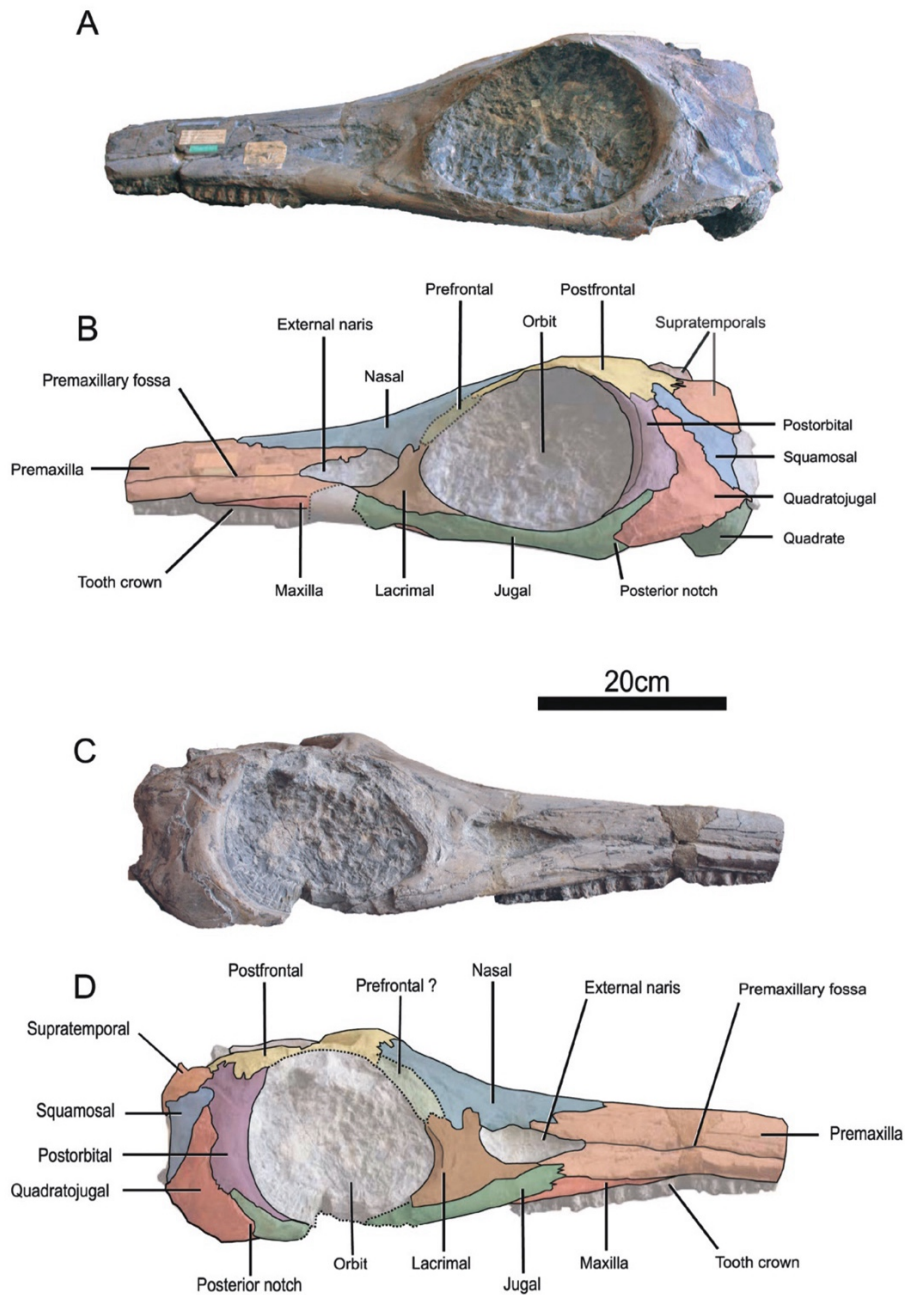 A
B
Prefrontal
Postfrontal
External naris
Orbit
Supratemporals
Premaxillary fossa
Nasal
Postorbital
Premaxilla
Squamosal
Quadratojugal
Quadrate
Tooth crown
Maxilla
Lacrimal
Jugal
Posterior notch
20cm
C
D
Postfrontal
Prefrontal ?
Nasal
External naris
Premaxillary fossa
Supratemporal
Squamosal
Premaxilla
Postorbital
Quadratojugal
Posterior notch
Orbit
Lacrimal
Jugal
Maxilla
Tooth crown